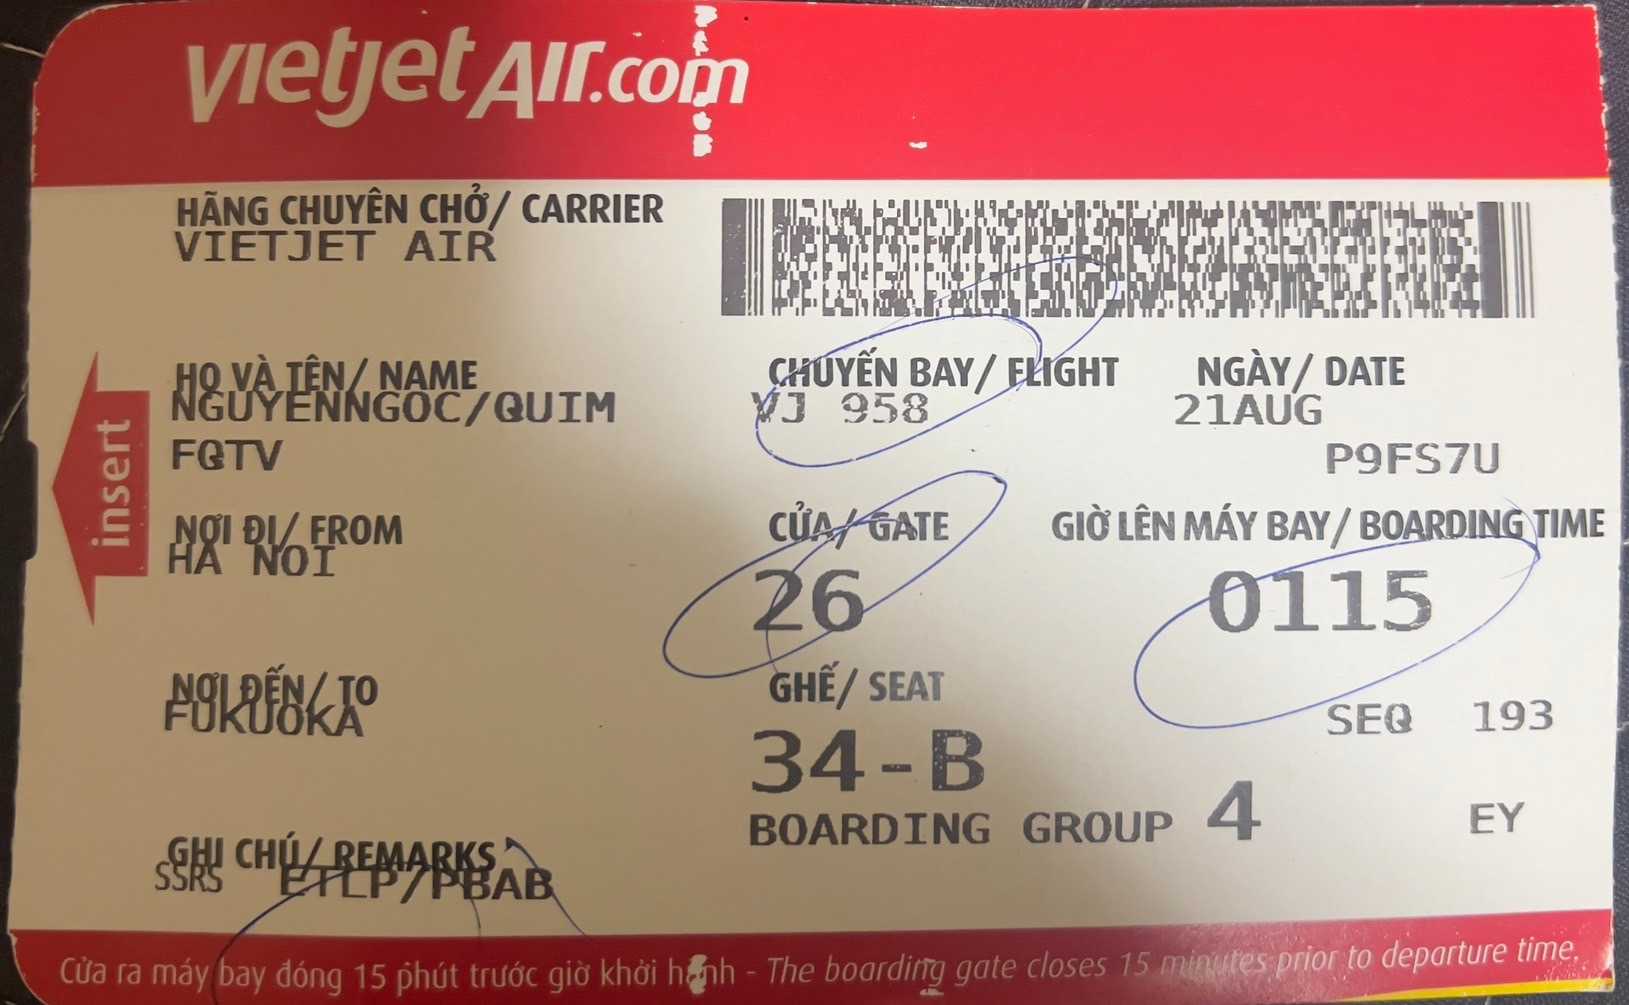 vietjetAir.com
HÃNG CHUYÊN CHỞ/ CARRIER
VIETJET AIR
HỌ VÀ TÊN/ NAME
NGUYENNGOC/QUIM
FQTV
CHUYẾN BAY/ FLIGHT
VJ 958
NGÀY/ DATE
21AUG
P9FS7U
NƠI ĐI/ FROM
HA NOI
CỬA/ GATE
26
GIỜ LÊN MÁY BAY/ BOARDING TIME
0115
NƠI ĐẾN/ TO
FUKUOKA
GHẾ/ SEAT
34-B
SEQ 193
BOARDING GROUP 4 EY
GHI CHÚ/ REMARKS
SSRS ETLP/PBAB
insert
Cửa ra máy bay đóng 15 phút trước giờ khởi hành - The boarding gate closes 15 minutes prior to departure time.